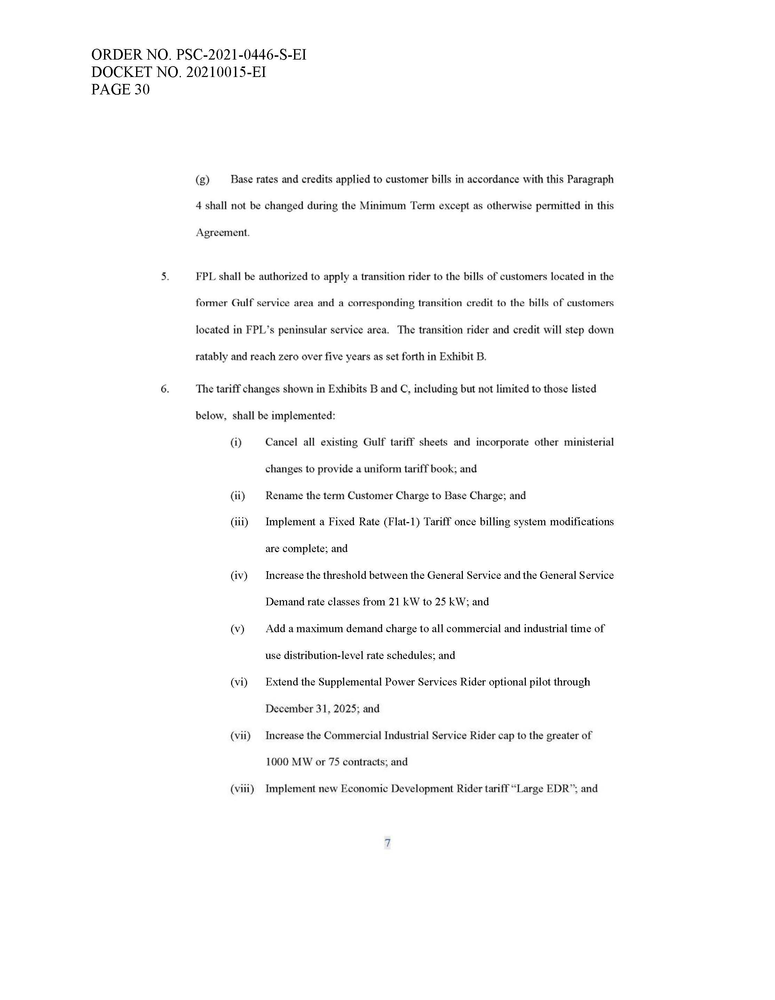 ORDER NO. PSC-2021-0446-S-EI
DOCKET NO. 20210015-EI
PAGE 30
(g) Base rates and credits applied to customer bills in accordance with this Paragraph
4 shall not be changed during the Minimum Term except as otherwise permitted in this
Agreement.
5. FPL shall be authorized to apply a transition rider to the bills of customers located in the
former Gulf service area and a corresponding transition credit to the bills of customers
located in FPL’s peninsular service area. The transition rider and credit will step down
ratably and reach zero over five years as set forth in Exhibit B.
6. The tariff changes shown in Exhibits B and C, including but not limited to those listed
below, shall be implemented:
(i) Cancel all existing Gulf tariff sheets and incorporate other ministerial
changes to provide a uniform tariff book; and
(ii) Rename the term Customer Charge to Base Charge; and
(iii) Implement a Fixed Rate (Flat-1) Tariff once billing system modifications
are complete; and
(iv) Increase the threshold between the General Service and the General Service
Demand rate classes from 21 kW to 25 kW; and
(v) Add a maximum demand charge to all commercial and industrial time of
use distribution-level rate schedules; and
(vi) Extend the Supplemental Power Services Rider optional pilot through
December 31, 2025; and
(vii) Increase the Commercial Industrial Service Rider cap to the greater of
1000 MW or 75 contracts; and
(viii) Implement new Economic Development Rider tariff “Large EDR”; and
7